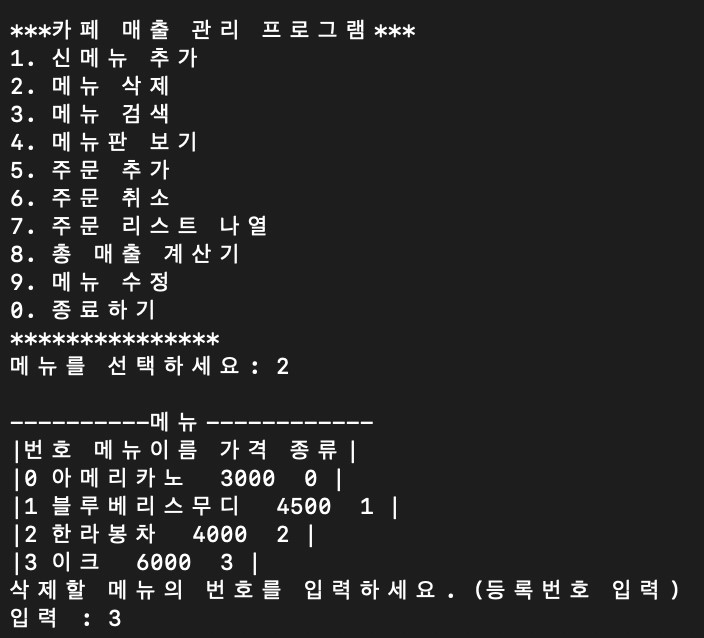 ***카페 매출 관리 프로그램***
1. 신메뉴 추가
2. 메뉴 삭제
3. 메뉴 검색
4. 메뉴판 보기
5. 주문 추가
6. 주문 취소
7. 주문 리스트 나열
8. 총 매출 계산기
9. 메뉴 수정
0. 종료하기
***************
메뉴를 선택하세요: 2
----------메뉴------------
|번호 메뉴이름 가격 종류|
|0 아메리카노  3000  0 |
|1 블루베리스무디  4500  1 |
|2 한라봉차  4000  2 |
|3 이크  6000  3 |
삭제할 메뉴의 번호를 입력하세요. (등록번호 입력)
입력 : 3